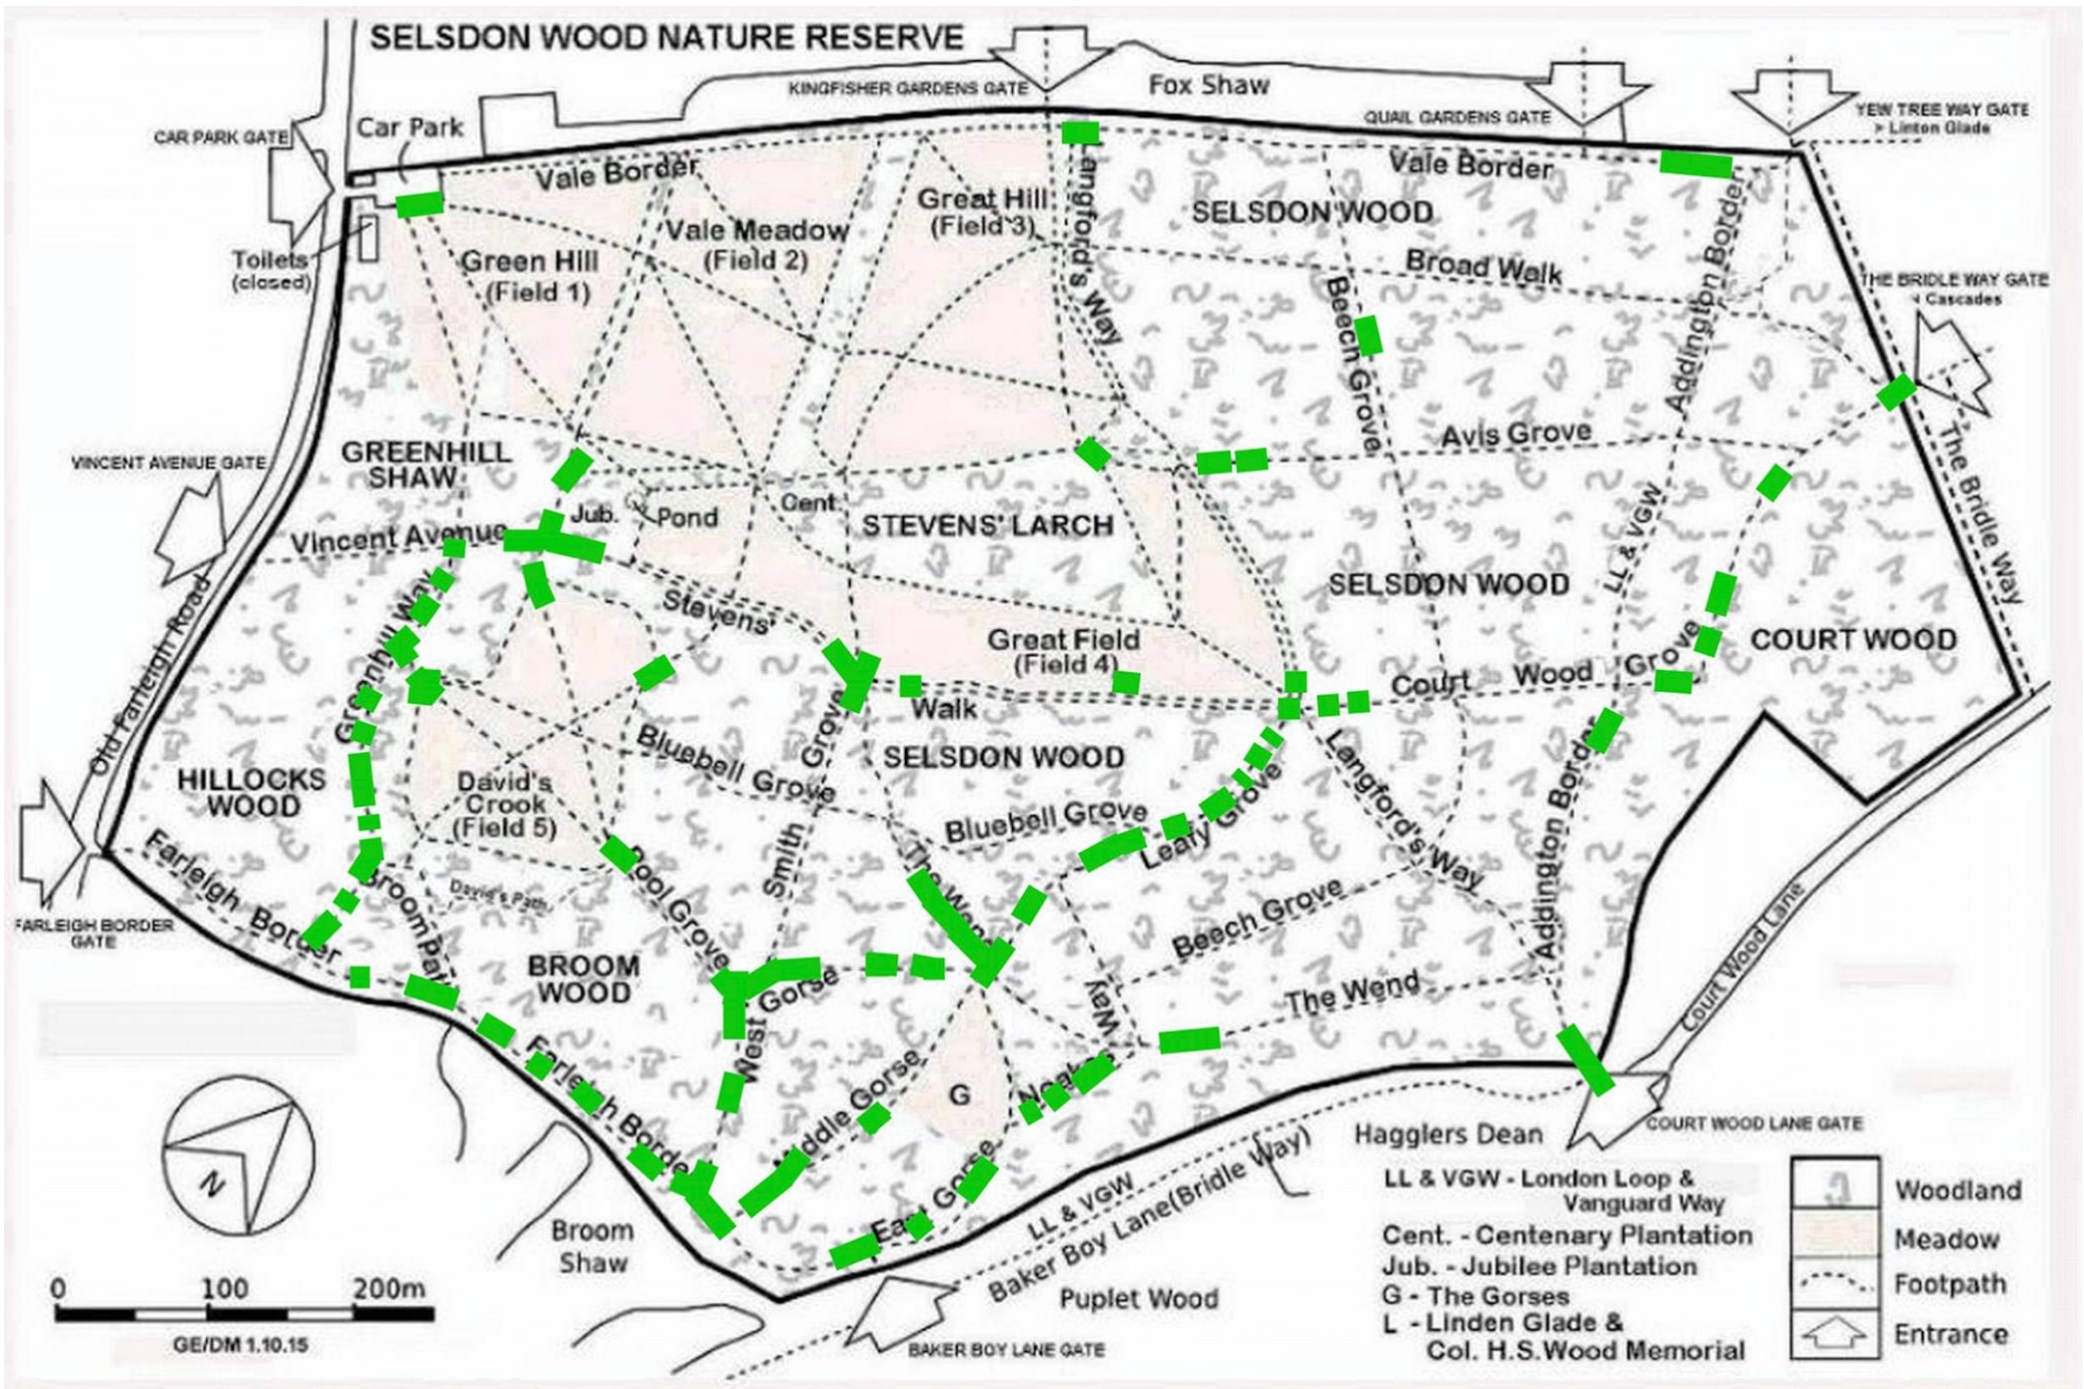 SELSDON WOOD NATURE RESERVE
KINGFISHER GARDENS GATE
Fox Shaw
QUAIL GARDENS GATE
YEW TREE WAY GATE
> Linton Glade
CAR PARK GATE
Car Park
Vale Border
Vale Border
Toilets
(closed)
Green Hill
(Field 1)
Vale Meadow
(Field 2)
Great Hill
(Field 3)
SELSDON WOOD
Langford's Way
Broad Walk
Beech Grove
Addington Border
THE BRIDLE WAY GATE
Cascades
The Bridle Way
VINCENT AVENUE GATE
GREENHILL
SHAW
Avis Grove
Vincent Avenue
Jub.
Pond
Cent.
STEVENS' LARCH
SELSDON WOOD
LL & VGW
Old Farleigh Road
Greenhill Way
Stevens'
Great Field
(Field 4)
Court Wood Grove
COURT WOOD
Walk
SELSDON WOOD
HILLOCKS
WOOD
David's
Crook
(Field 5)
Bluebell Grove
Smith Grove
Bluebell Grove
Leafy Grove
Langford's Way
Addington Border
Farleigh Border
FARLEIGH BORDER
GATE
David's Path
Pool Grove
The Wend
Beech Grove
BROOM
WOOD
West Gorse
Way
The Wend
Court Wood Lane
Farleigh Border
Middle Gorse
G
East Gorse
N
Broom
Shaw
LL & VGW
Baker Boy Lane(Bridle Way)
Hagglers Dean
COURT WOOD LANE GATE
Puplet Wood
BAKER BOY LANE GATE
0 100 200m
GE/DM 1.10.15
LL & VGW - London Loop &
Vanguard Way
Cent. - Centenary Plantation
Jub. - Jubilee Plantation
G - The Gorses
L - Linden Glade &
Col. H.S.Wood Memorial
Woodland
Meadow
Footpath
Entrance